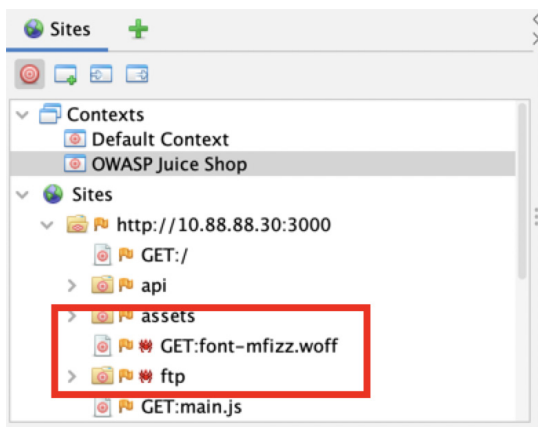 Sites
Contexts
Default Context
OWASP Juice Shop
Sites
http://10.88.88.30:3000
GET:/
api
assets
GET:font-mfizz.woff
ftp
GET:main.js